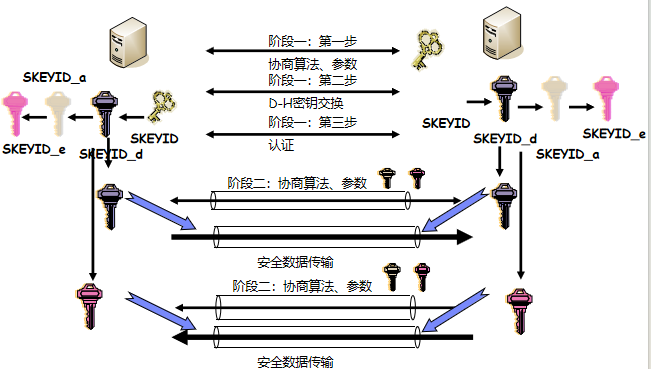 阶段一：第一步
协商算法、参数
SKEYID_a
阶段一：第二步
D-H密钥交换
SKEYID
SKEYID_e
SKEYID_d
阶段一：第三步
认证
SKEYID
SKEYID_d
SKEYID_a
SKEYID_e
阶段二：协商算法、参数
安全数据传输
阶段二：协商算法、参数
安全数据传输